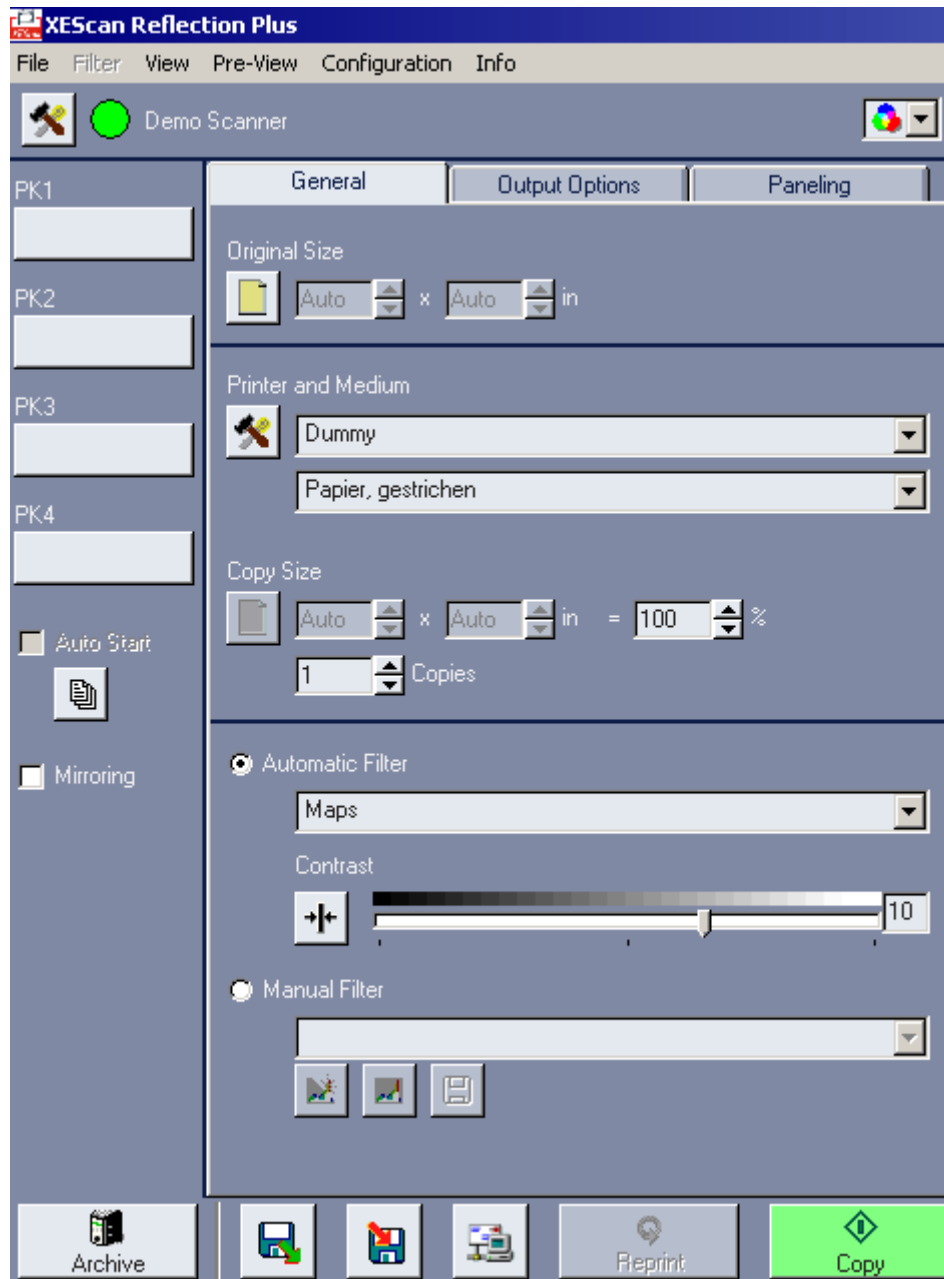 XEScan Reflection Plus
File Filter View Pre-View Configuration Info
Demo Scanner
General Output Options Paneling
PK1
PK2
PK3
PK4
Auto Start
Mirroring
Original Size
Auto x Auto in
Printer and Medium
Dummy
Papier, gestrichen
Copy Size
Auto x Auto in = 100 %
1 Copies
Automatic Filter
Maps
Contrast
10
Manual Filter
Archive Reprint Copy